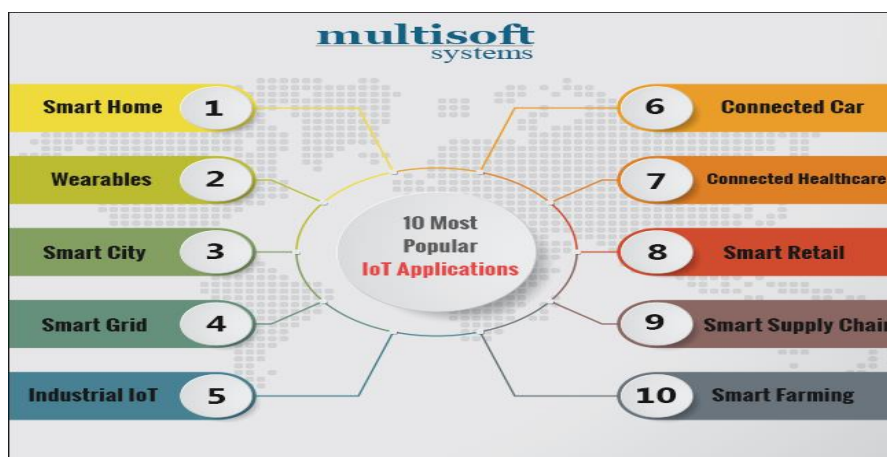 multisoft
systems
Smart Home 1
Wearables 2
Smart City 3
Smart Grid 4
Industrial IoT 5
10 Most
Popular
IoT Applications
6 Connected Car
7 Connected Healthcare
8 Smart Retail
9 Smart Supply Chain
10 Smart Farming